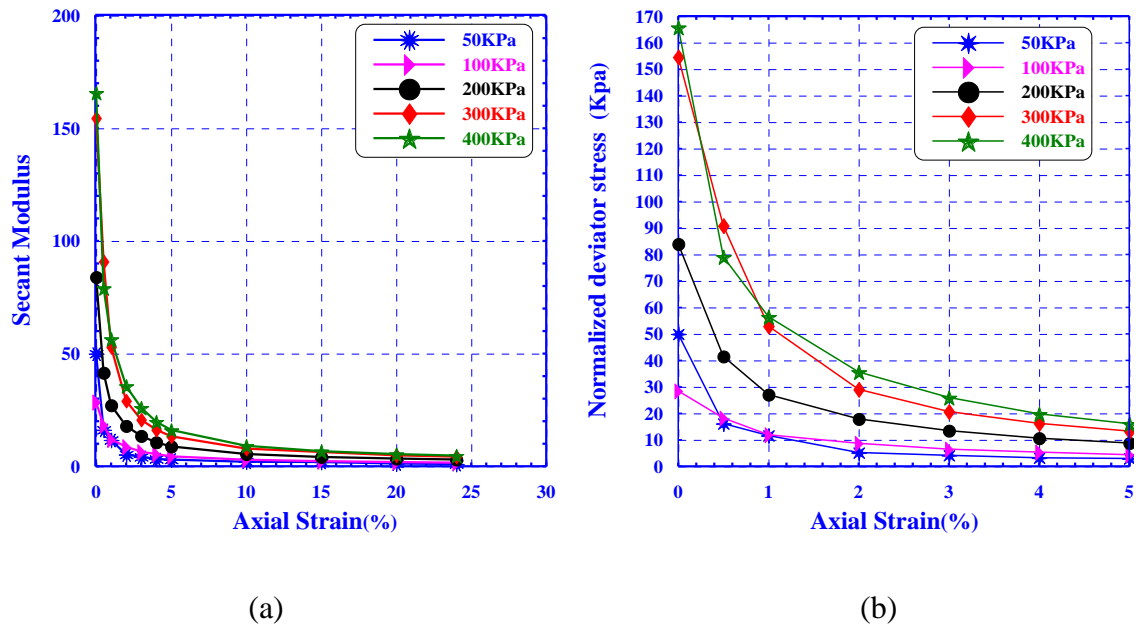 200
150
100
50
0
0
5
10
15
20
25
30
Secant Modulus
Axial Strain(%)
50KPa
100KPa
200KPa
300KPa
400KPa
(a)
170
160
150
140
130
120
110
100
90
80
70
60
50
40
30
20
10
0
0
1
2
3
4
5
Normalized deviator stress (Kpa)
Axial Strain(%)
50KPa
100KPa
200KPa
300KPa
400KPa
(b)